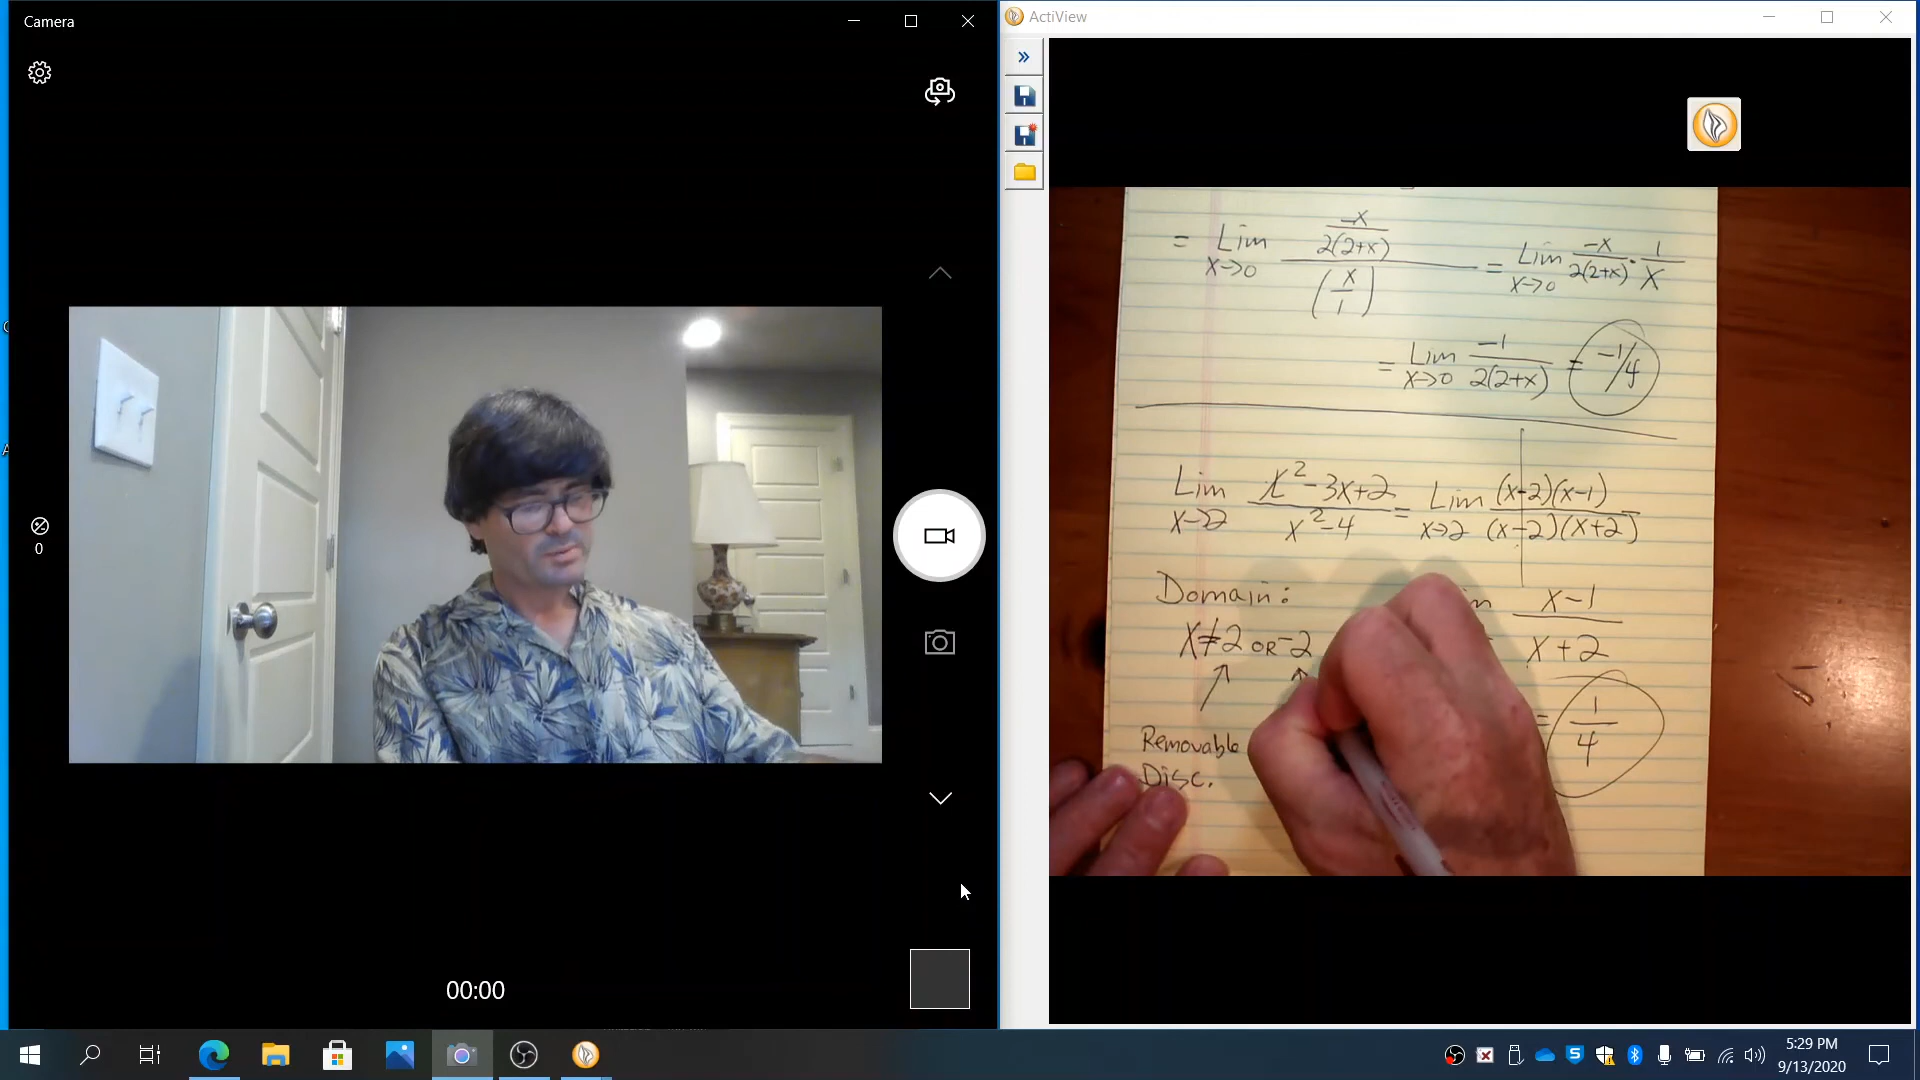 Camera
ActiView
0
= Lim x→0 (-x / 2(2+x)) / (x/1) = Lim x→0 -x / 2(2+x) · 1/x
= Lim x→0 -1 / 2(2+x) = -1/4
Lim x→2 x²-3x+2 / x²-4 = Lim x→2 (x-2)(x-1) / (x-2)(x+2)
Domain:
x-1 / x+2
x≠2 OR -2
= 1/4
Removable
Disc.
00:00
5:29 PM
9/13/2020